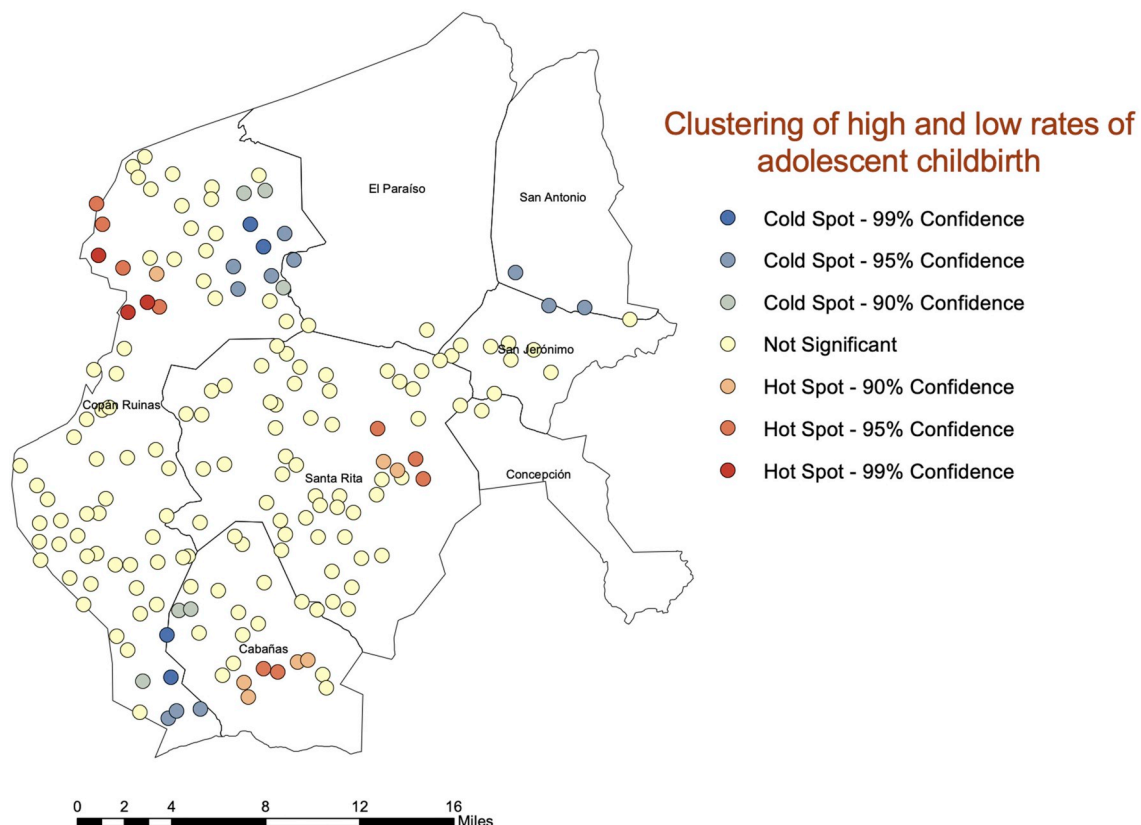 Clustering of high and low rates of
adolescent childbirth
El Paraíso
San Antonio
Cold Spot - 99% Confidence
Cold Spot - 95% Confidence
Cold Spot - 90% Confidence
Not Significant
Hot Spot - 90% Confidence
Hot Spot - 95% Confidence
Hot Spot - 99% Confidence
San Jerónimo
Copán Ruinas
Santa Rita
Concepción
Cabañas
0 2 4 8 12 16
Miles